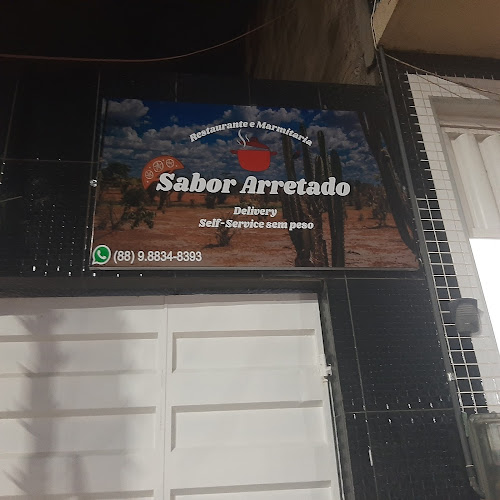 Restaurante e Marmitaria
Sabor Arretado
Delivery
Self-Service sem peso
(88) 9.8834-8393